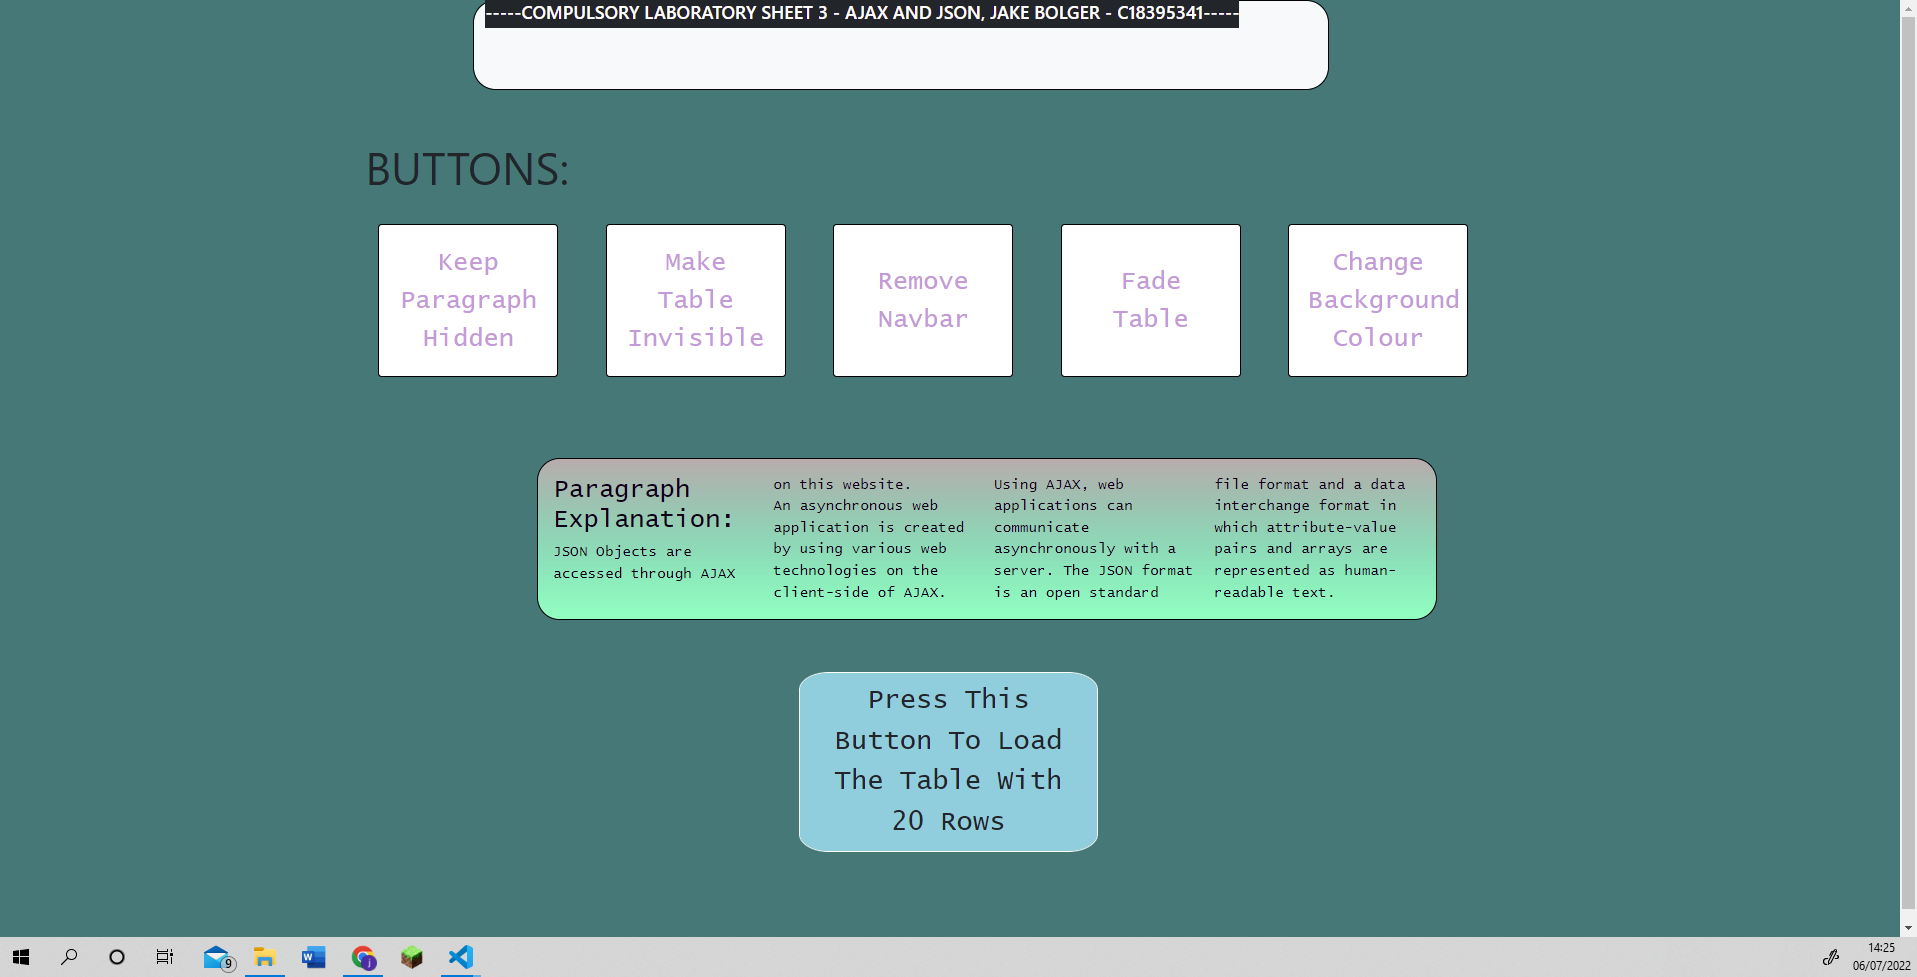 -----COMPULSORY LABORATORY SHEET 3 - AJAX AND JSON, JAKE BOLGER - C18395341-----
BUTTONS:
Keep
Paragraph
Hidden
Make
Table
Invisible
Remove
Navbar
Fade
Table
Change
Background
Colour
Paragraph
Explanation:
JSON Objects are
accessed through AJAX
on this website.
An asynchronous web
application is created
by using various web
technologies on the
client-side of AJAX.
Using AJAX, web
applications can
communicate
asynchronously with a
server. The JSON format
is an open standard
file format and a data
interchange format in
which attribute-value
pairs and arrays are
represented as human-
readable text.
Press This
Button To Load
The Table With
20 Rows
9
W
j
14:25
06/07/2022